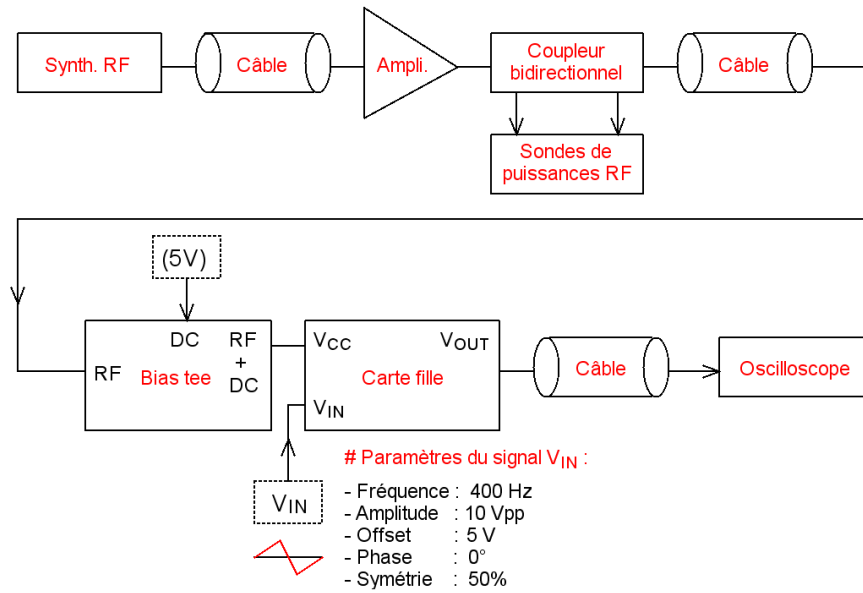 Synth. RF
Câble
Ampli.
Coupleur
bidirectionnel
Câble
Sondes de
puissances RF
(5V)
DC
RF
+
DC
RF
Bias tee
VCC
VOUT
Carte fille
VIN
Câble
Oscilloscope
VIN
# Paramètres du signal VIN :
- Fréquence : 400 Hz
- Amplitude : 10 Vpp
- Offset : 5 V
- Phase : 0°
- Symétrie : 50%